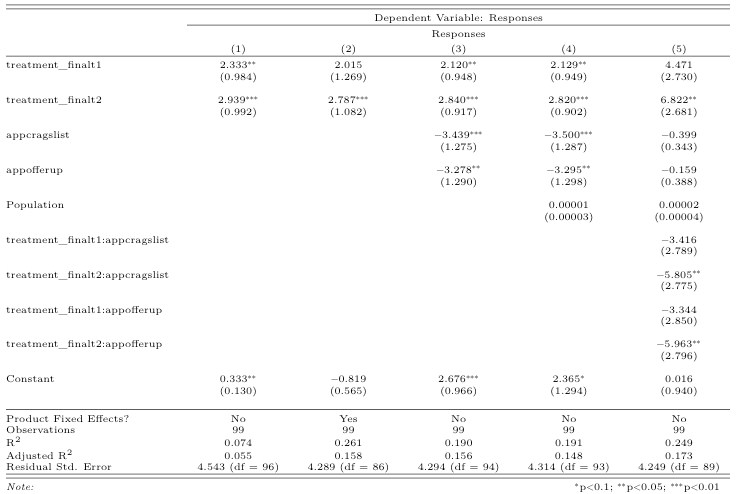 Dependent Variable: Responses
Responses
(1) (2) (3) (4) (5)
treatment_finalt1 2.333** 2.015 2.120** 2.129** 4.471
(0.984) (1.269) (0.948) (0.949) (2.730)
treatment_finalt2 2.939*** 2.787*** 2.840*** 2.820*** 6.822**
(0.992) (1.082) (0.917) (0.902) (2.681)
appcragslist −3.439*** −3.500*** −0.399
(1.275) (1.287) (0.343)
appofferup −3.278** −3.295** −0.159
(1.290) (1.298) (0.388)
Population 0.00001 0.00002
(0.00003) (0.00004)
treatment_finalt1:appcragslist −3.416
(2.789)
treatment_finalt2:appcragslist −5.805**
(2.775)
treatment_finalt1:appofferup −3.344
(2.850)
treatment_finalt2:appofferup −5.963**
(2.796)
Constant 0.333** −0.819 2.676*** 2.365* 0.016
(0.130) (0.565) (0.966) (1.294) (0.940)
Product Fixed Effects? No Yes No No No
Observations 99 99 99 99 99
R² 0.074 0.261 0.190 0.191 0.249
Adjusted R² 0.055 0.158 0.156 0.148 0.173
Residual Std. Error 4.543 (df = 96) 4.289 (df = 86) 4.294 (df = 94) 4.314 (df = 93) 4.249 (df = 89)
Note: *p<0.1; **p<0.05; ***p<0.01